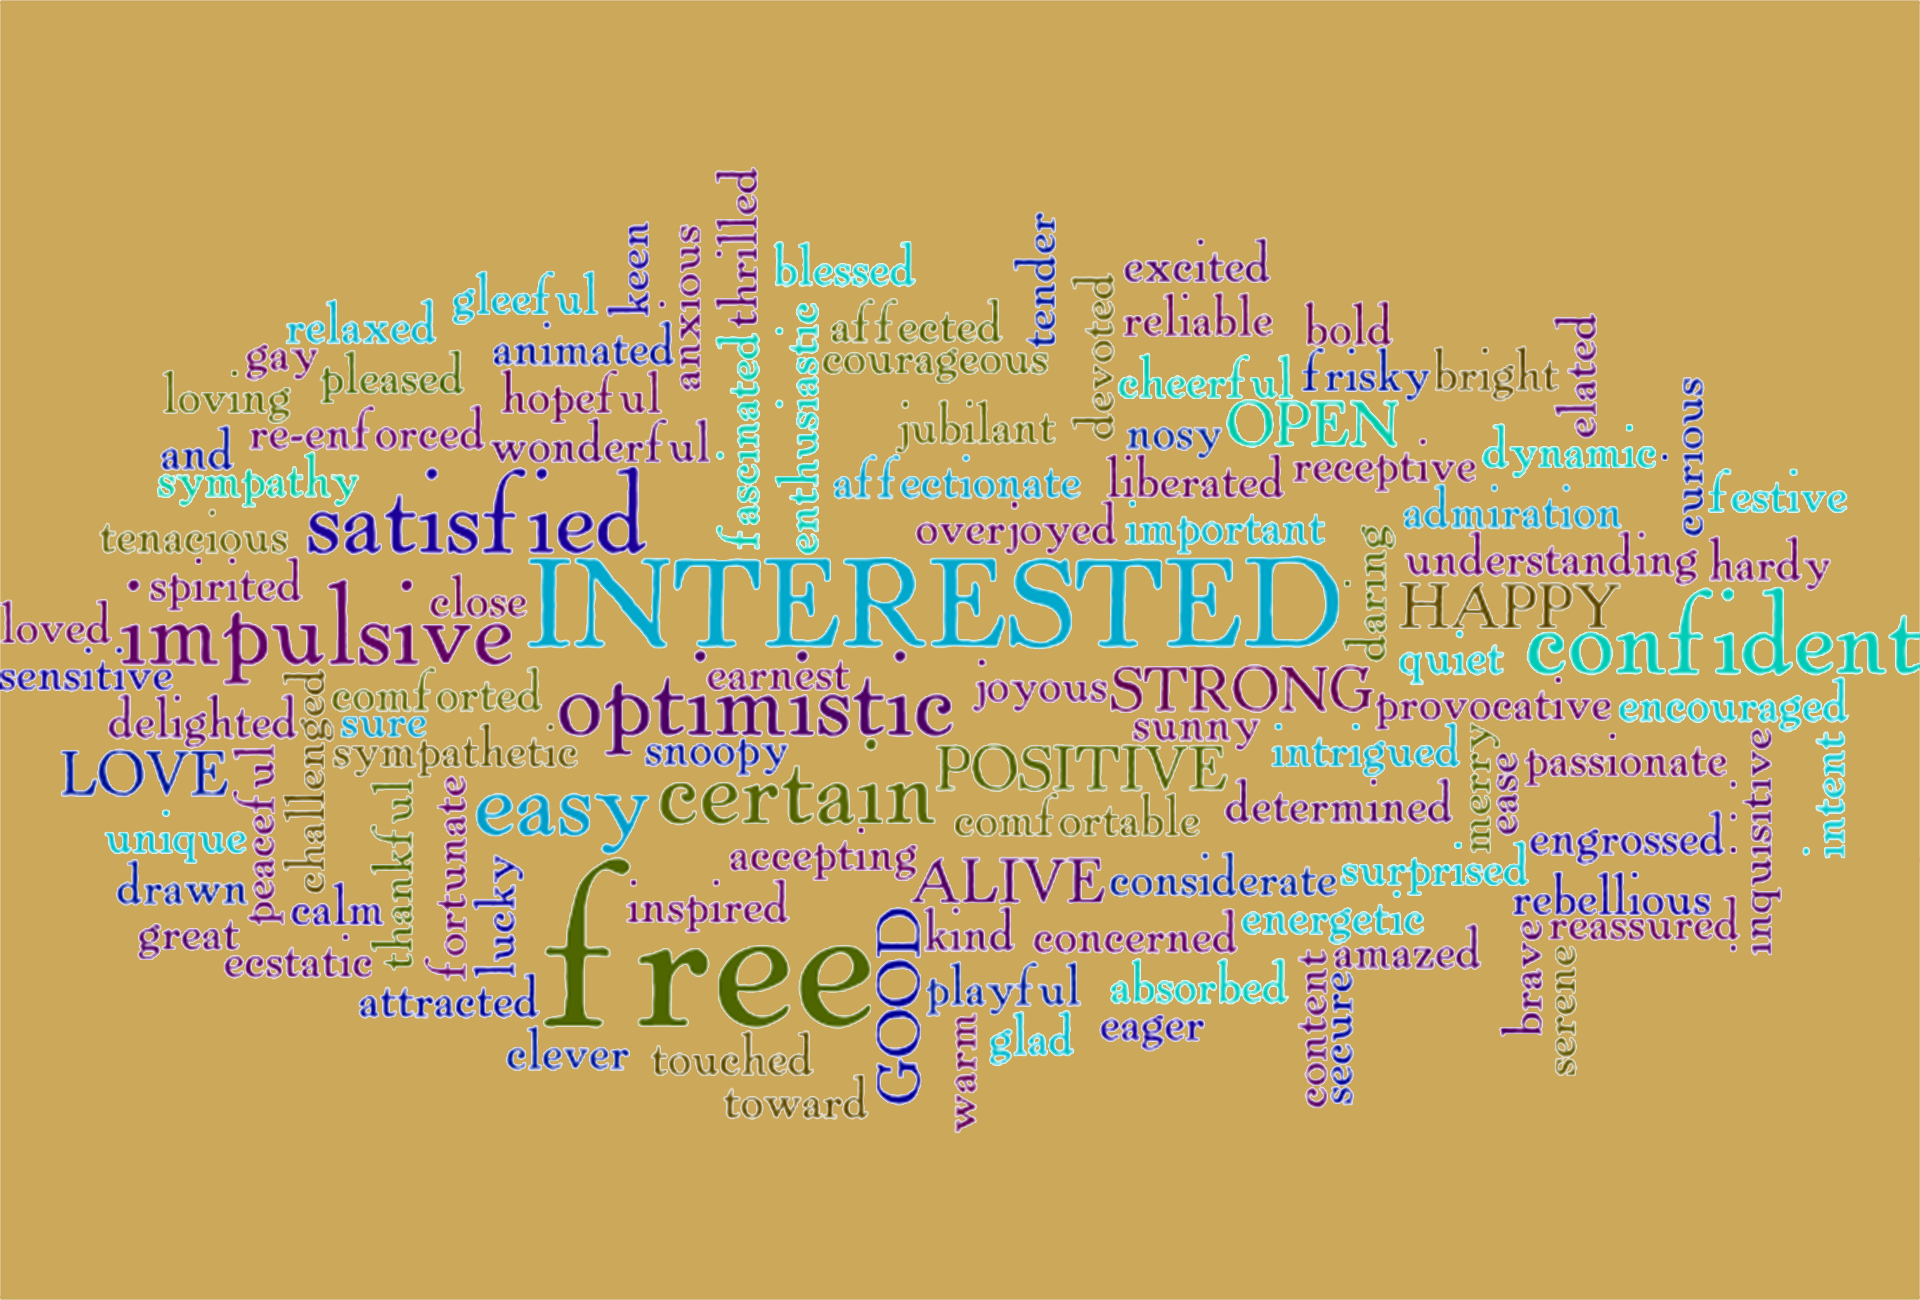 thrilled
keen
anxious
tender
blessed
excited
gleeful
relaxed
affected
devoted
reliable
bold
elated
gay
pleased
animated
fascinated
enthusiastic
courageous
cheerful
frisky
bright
loving
hopeful
jubilant
nosy
OPEN
curious
and
re-enforced
wonderful
dynamic
sympathy
satisfied
affectionate
liberated
receptive
festive
tenacious
overjoyed
important
admiration
daring
understanding
hardy
spirited
close
INTERESTED
HAPPY
loved
impulsive
quiet
confident
sensitive
challenged
comforted
earnest
optimistic
joyous
STRONG
provocative
encouraged
delighted
sure
sunny
LOVE
peaceful
sympathetic
snoopy
POSITIVE
intrigued
merry
ease
passionate
inquisitive
intent
unique
thankful
fortunate
easy
certain
comfortable
determined
engrossed
drawn
calm
lucky
accepting
ALIVE
considerate
surprised
rebellious
great
ecstatic
free
inspired
GOOD
kind
concerned
energetic
amazed
brave
reassured
serene
attracted
playful
absorbed
content
secure
clever
touched
warm
glad
eager
toward